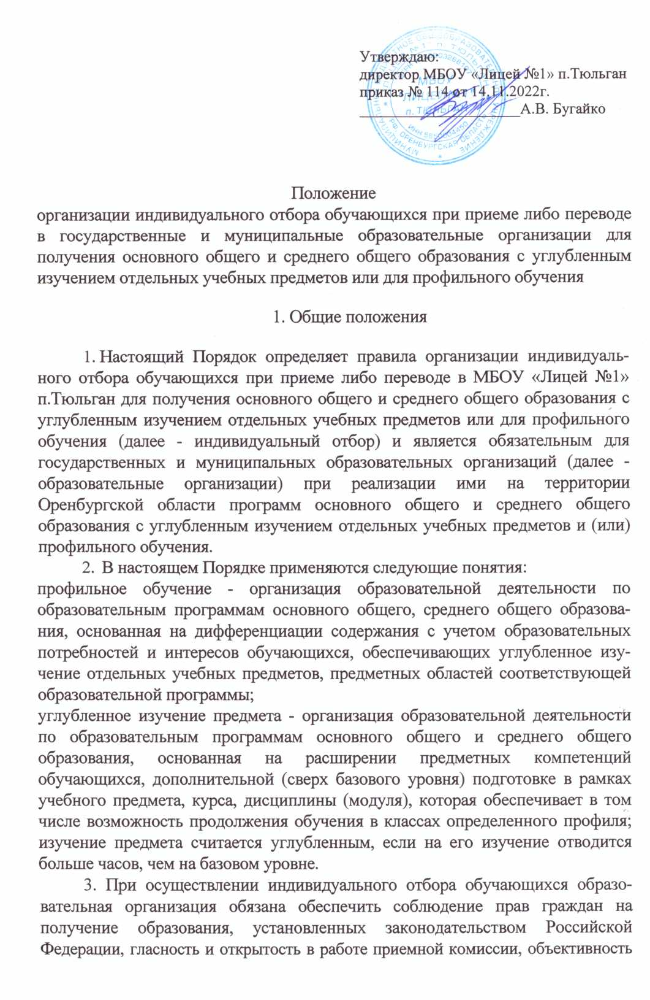 Утверждаю:
директор МБОУ «Лицей №1» п.Тюльган
приказ № 114 от 14.11.2022г.
____________________А.В. Бугайко
МБОУ
п. ТЮЛЬГАН
РФ, ОРЕНБУРГСКАЯ ОБЛАСТЬ
Положение
организации индивидуального отбора обучающихся при приеме либо переводе
в государственные и муниципальные образовательные организации для
получения основного общего и среднего общего образования с углубленным
изучением отдельных учебных предметов или для профильного обучения
1. Общие положения
1. Настоящий Порядок определяет правила организации индивидуаль-
ного отбора обучающихся при приеме либо переводе в МБОУ «Лицей №1»
п.Тюльган для получения основного общего и среднего общего образования с
углубленным изучением отдельных учебных предметов или для профильного
обучения (далее - индивидуальный отбор) и является обязательным для
государственных и муниципальных образовательных организаций (далее -
образовательные организации) при реализации ими на территории
Оренбургской области программ основного общего и среднего общего
образования с углубленным изучением отдельных учебных предметов и (или)
профильного обучения.
2. В настоящем Порядке применяются следующие понятия:
профильное обучение - организация образовательной деятельности по
образовательным программам основного общего, среднего общего образова-
ния, основанная на дифференциации содержания с учетом образовательных
потребностей и интересов обучающихся, обеспечивающих углубленное изу-
чение отдельных учебных предметов, предметных областей соответствующей
образовательной программы;
углубленное изучение предмета - организация образовательной деятельности
по образовательным программам основного общего и среднего общего
образования, основанная на расширении предметных компетенций
обучающихся, дополнительной (сверх базового уровня) подготовке в рамках
учебного предмета, курса, дисциплины (модуля), которая обеспечивает в том
числе возможность продолжения обучения в классах определенного профиля;
изучение предмета считается углубленным, если на его изучение отводится
больше часов, чем на базовом уровне.
3. При осуществлении индивидуального отбора обучающихся образо-
вательная организация обязана обеспечить соблюдение прав граждан на
получение образования, установленных законодательством Российской
Федерации, гласность и открытость в работе приемной комиссии, объективность